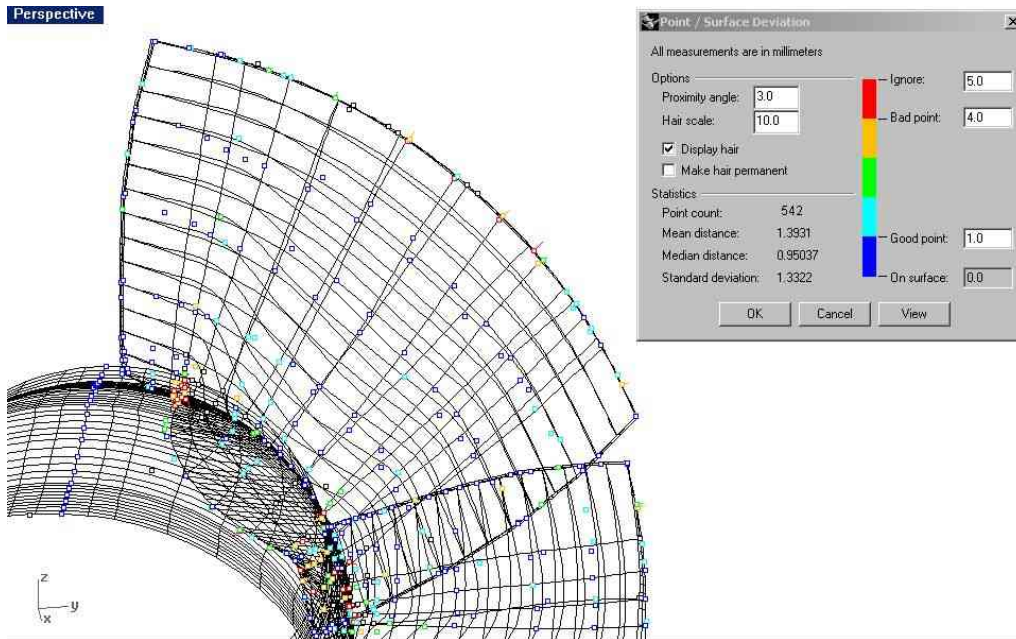 Perspective
Point / Surface Deviation
All measurements are in millimeters
Options
Proximity angle: 3.0
Hair scale: 10.0
Display hair
Make hair permanent
Statistics
Point count: 542
Mean distance: 1.3931
Median distance: 0.95037
Standard deviation: 1.3322
Ignore: 5.0
Bad point: 4.0
Good point: 1.0
On surface: 0.0
OK Cancel View
z
y
x